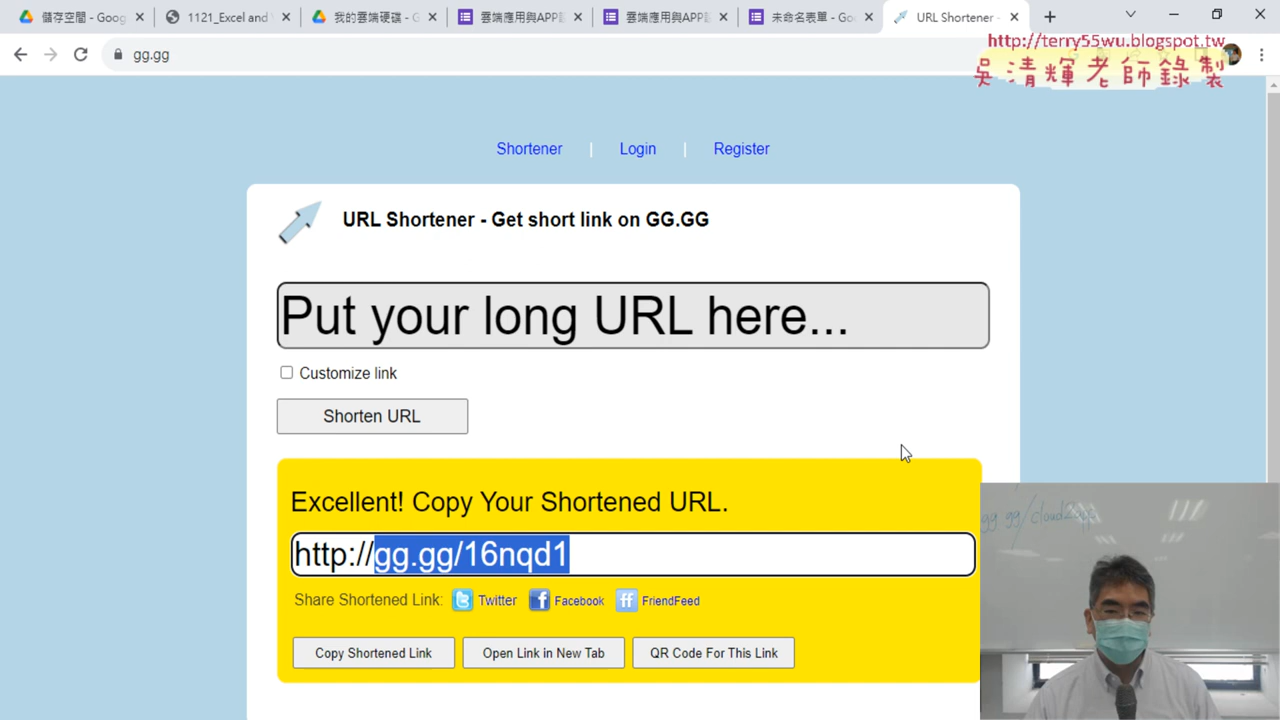 儲存空間 - Goog
1121_Excel and V
我的雲端硬碟 - G
雲端應用與APP設
雲端應用與APP設
未命名表單 - Goo
URL Shortener -
gg.gg
http://terry55wu.blogspot.tw
吳清輝老師錄製
Shortener | Login | Register
URL Shortener - Get short link on GG.GG
Put your long URL here...
Customize link
Shorten URL
Excellent! Copy Your Shortened URL.
http://gg.gg/16nqd1
Share Shortened Link: Twitter Facebook FriendFeed
Copy Shortened Link
Open Link in New Tab
QR Code For This Link